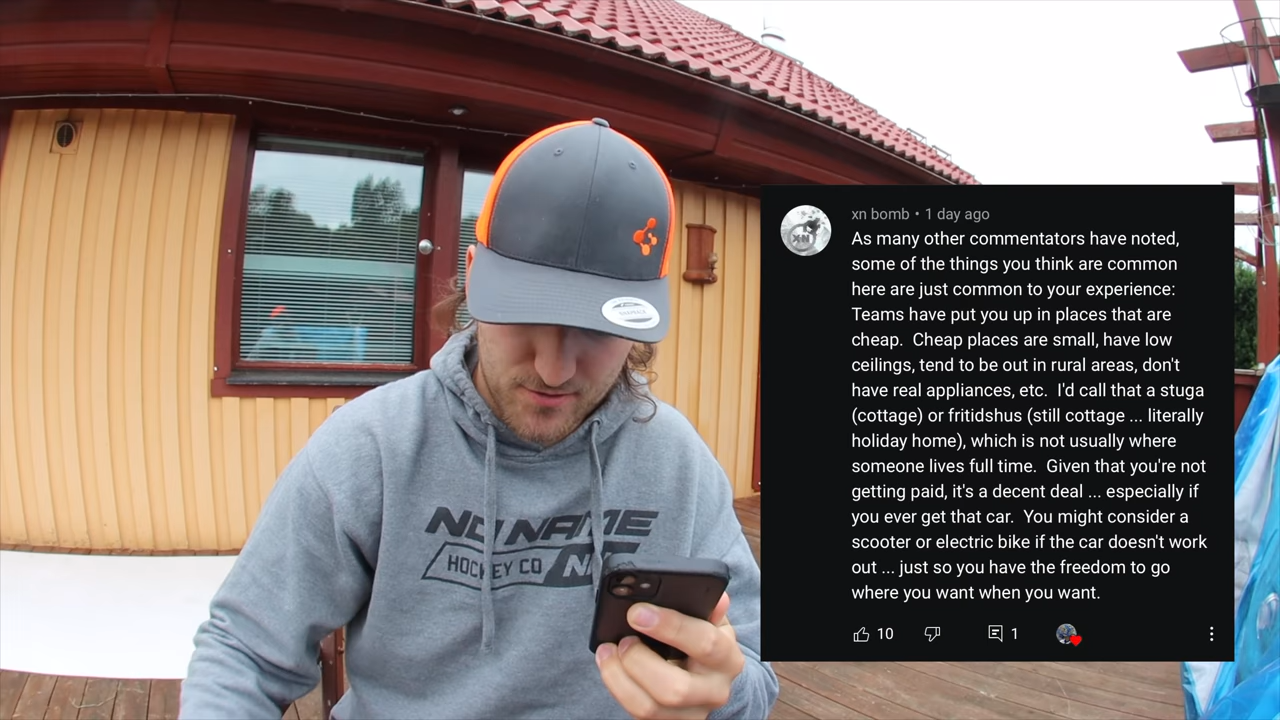 xn bomb • 1 day ago
As many other commentators have noted,
some of the things you think are common
here are just common to your experience:
Teams have put you up in places that are
cheap.  Cheap places are small, have low
ceilings, tend to be out in rural areas, don't
have real appliances, etc.  I'd call that a stuga
(cottage) or fritidshus (still cottage ... literally
holiday home), which is not usually where
someone lives full time.  Given that you're not
getting paid, it's a decent deal ... especially if
you ever get that car.  You might consider a
scooter or electric bike if the car doesn't work
out ... just so you have the freedom to go
where you want when you want.
10
1
XN
NO NAME
HOCKEY CO